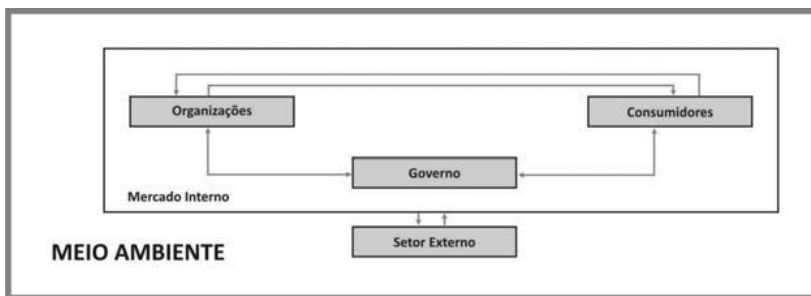 Organizações
Consumidores
Governo
Mercado Interno
Setor Externo
MEIO AMBIENTE